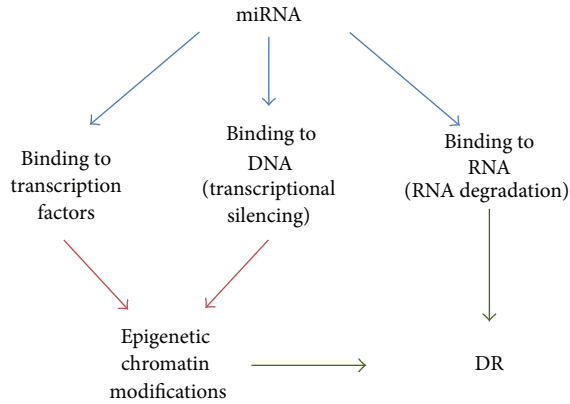 miRNA
Binding to
transcription
factors
Binding to
DNA
(transcriptional
silencing)
Binding to
RNA
(RNA degradation)
Epigenetic
chromatin
modifications
DR